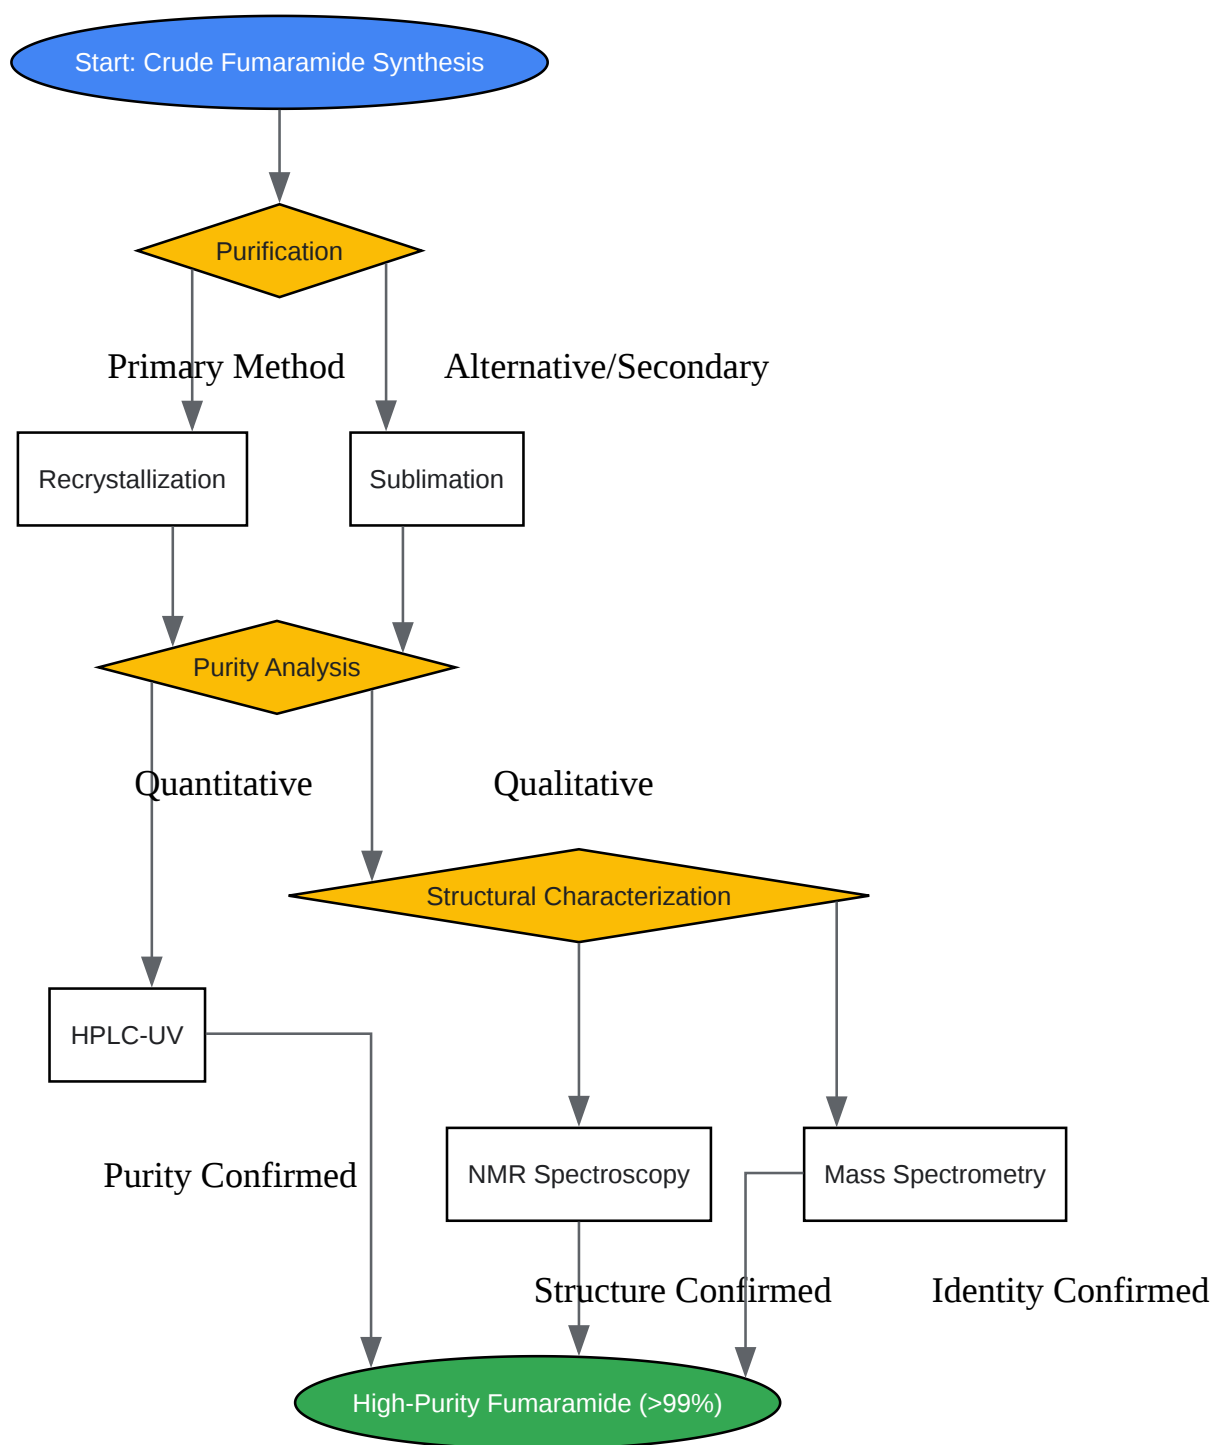 Start: Crude Fumaramide Synthesis
Purification
Primary Method
Alternative/Secondary
Recrystallization
Sublimation
Purity Analysis
Quantitative
Qualitative
Structural Characterization
HPLC-UV
Purity Confirmed
NMR Spectroscopy
Mass Spectrometry
Structure Confirmed
Identity Confirmed
High-Purity Fumaramide (>99%)